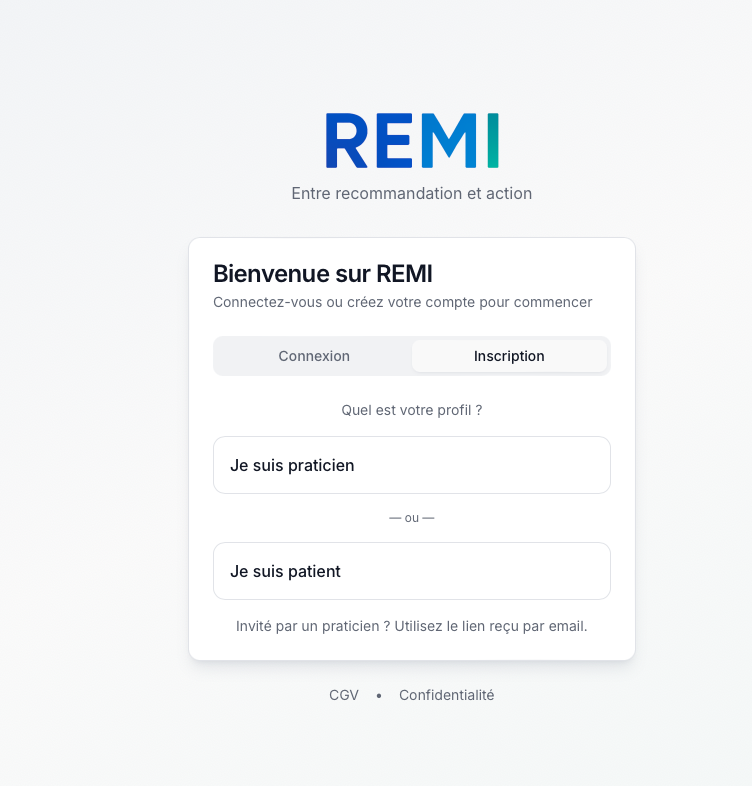 REMI
Entre recommandation et action
Bienvenue sur REMI
Connectez-vous ou créez votre compte pour commencer
Connexion
Inscription
Quel est votre profil ?
Je suis praticien
— ou —
Je suis patient
Invité par un praticien ? Utilisez le lien reçu par email.
CGV • Confidentialité